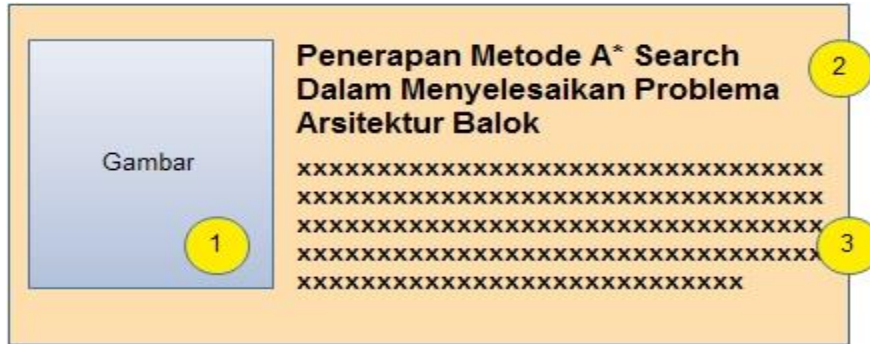 Gambar
1
Penerapan Metode A* Search
Dalam Menyelesaikan Problema
Arsitektur Balok
2
xxxxxxxxxxxxxxxxxxxxxxxxxxxxxxxxx
xxxxxxxxxxxxxxxxxxxxxxxxxxxxxxxxx
xxxxxxxxxxxxxxxxxxxxxxxxxxxxxxxxx
xxxxxxxxxxxxxxxxxxxxxxxxxxxxxxxxx
xxxxxxxxxxxxxxxxxxxxxxxxxxxx
3